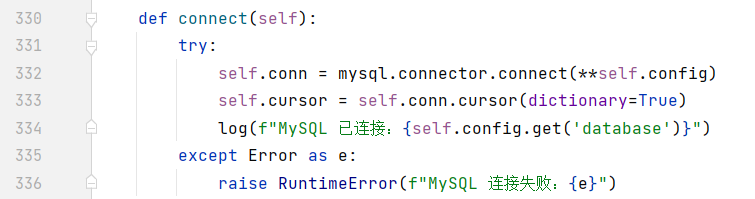 330 def connect(self):
331 try:
332 self.conn = mysql.connector.connect(**self.config)
333 self.cursor = self.conn.cursor(dictionary=True)
334 log(f"MySQL 已连接：{self.config.get('database')}")
335 except Error as e:
336 raise RuntimeError(f"MySQL 连接失败：{e}")